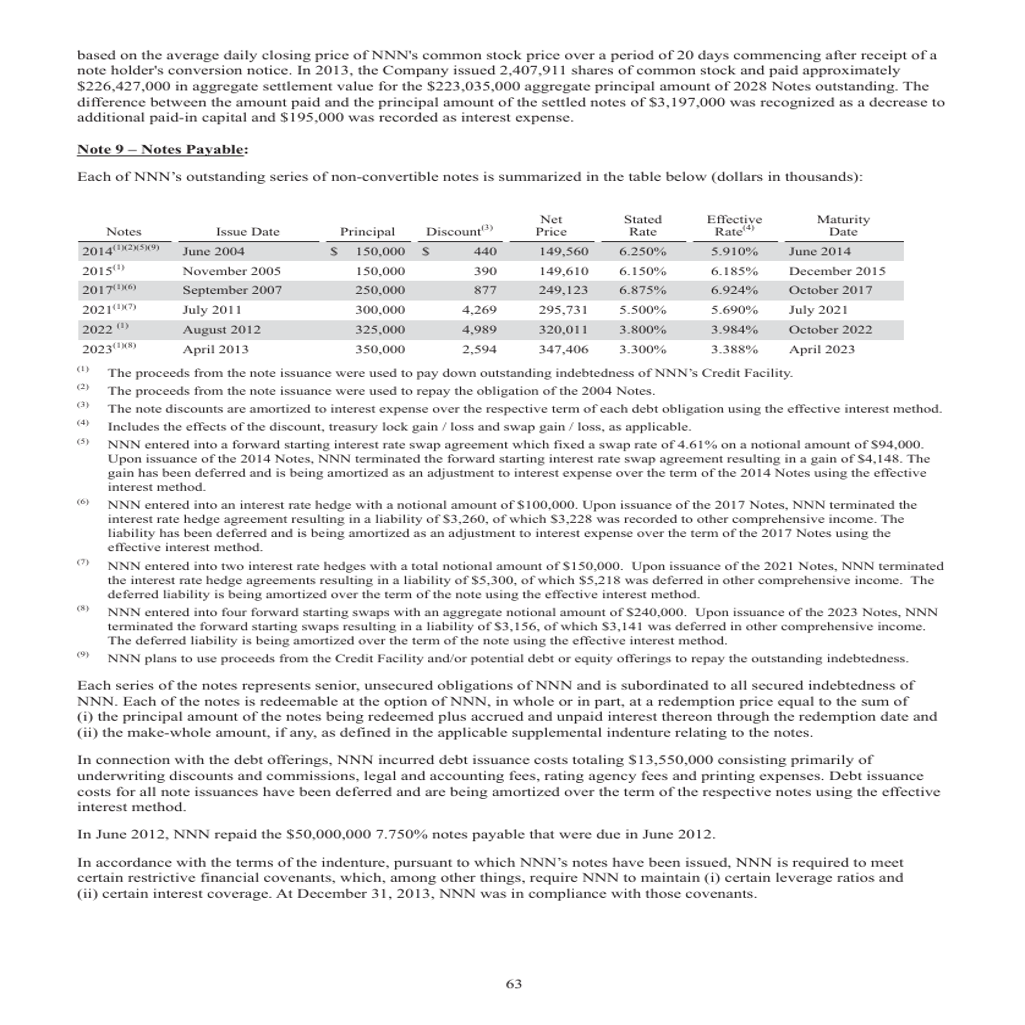 based on the average daily closing price of NNN's common stock price over a period of 20 days commencing after receipt of a
note holder's conversion notice. In 2013, the Company issued 2,407,911 shares of common stock and paid approximately
$226,427,000 in aggregate settlement value for the $223,035,000 aggregate principal amount of 2028 Notes outstanding. The
difference between the amount paid and the principal amount of the settled notes of $3,197,000 was recognized as a decrease to
additional paid-in capital and $195,000 was recorded as interest expense.
Note 9 – Notes Payable:
Each of NNN’s outstanding series of non-convertible notes is summarized in the table below (dollars in thousands):
Notes Issue Date Principal Discount(3) Net Price Stated Rate Effective Rate(4) Maturity Date
2014(1)(2)(5)(9) June 2004 $ 150,000 $ 440 149,560 6.250% 5.910% June 2014
2015(1) November 2005 150,000 390 149,610 6.150% 6.185% December 2015
2017(1)(6) September 2007 250,000 877 249,123 6.875% 6.924% October 2017
2021(1)(7) July 2011 300,000 4,269 295,731 5.500% 5.690% July 2021
2022 (1) August 2012 325,000 4,989 320,011 3.800% 3.984% October 2022
2023(1)(8) April 2013 350,000 2,594 347,406 3.300% 3.388% April 2023
(1) The proceeds from the note issuance were used to pay down outstanding indebtedness of NNN’s Credit Facility.
(2) The proceeds from the note issuance were used to repay the obligation of the 2004 Notes.
(3) The note discounts are amortized to interest expense over the respective term of each debt obligation using the effective interest method.
(4) Includes the effects of the discount, treasury lock gain / loss and swap gain / loss, as applicable.
(5) NNN entered into a forward starting interest rate swap agreement which fixed a swap rate of 4.61% on a notional amount of $94,000.
Upon issuance of the 2014 Notes, NNN terminated the forward starting interest rate swap agreement resulting in a gain of $4,148. The
gain has been deferred and is being amortized as an adjustment to interest expense over the term of the 2014 Notes using the effective
interest method.
(6) NNN entered into an interest rate hedge with a notional amount of $100,000. Upon issuance of the 2017 Notes, NNN terminated the
interest rate hedge agreement resulting in a liability of $3,260, of which $3,228 was recorded to other comprehensive income. The
liability has been deferred and is being amortized as an adjustment to interest expense over the term of the 2017 Notes using the
effective interest method.
(7) NNN entered into two interest rate hedges with a total notional amount of $150,000. Upon issuance of the 2021 Notes, NNN terminated
the interest rate hedge agreements resulting in a liability of $5,300, of which $5,218 was deferred in other comprehensive income. The
deferred liability is being amortized over the term of the note using the effective interest method.
(8) NNN entered into four forward starting swaps with an aggregate notional amount of $240,000. Upon issuance of the 2023 Notes, NNN
terminated the forward starting swaps resulting in a liability of $3,156, of which $3,141 was deferred in other comprehensive income.
The deferred liability is being amortized over the term of the note using the effective interest method.
(9) NNN plans to use proceeds from the Credit Facility and/or potential debt or equity offerings to repay the outstanding indebtedness.
Each series of the notes represents senior, unsecured obligations of NNN and is subordinated to all secured indebtedness of
NNN. Each of the notes is redeemable at the option of NNN, in whole or in part, at a redemption price equal to the sum of
(i) the principal amount of the notes being redeemed plus accrued and unpaid interest thereon through the redemption date and
(ii) the make-whole amount, if any, as defined in the applicable supplemental indenture relating to the notes.
In connection with the debt offerings, NNN incurred debt issuance costs totaling $13,550,000 consisting primarily of
underwriting discounts and commissions, legal and accounting fees, rating agency fees and printing expenses. Debt issuance
costs for all note issuances have been deferred and are being amortized over the term of the respective notes using the effective
interest method.
In June 2012, NNN repaid the $50,000,000 7.750% notes payable that were due in June 2012.
In accordance with the terms of the indenture, pursuant to which NNN’s notes have been issued, NNN is required to meet
certain restrictive financial covenants, which, among other things, require NNN to maintain (i) certain leverage ratios and
(ii) certain interest coverage. At December 31, 2013, NNN was in compliance with those covenants.
63